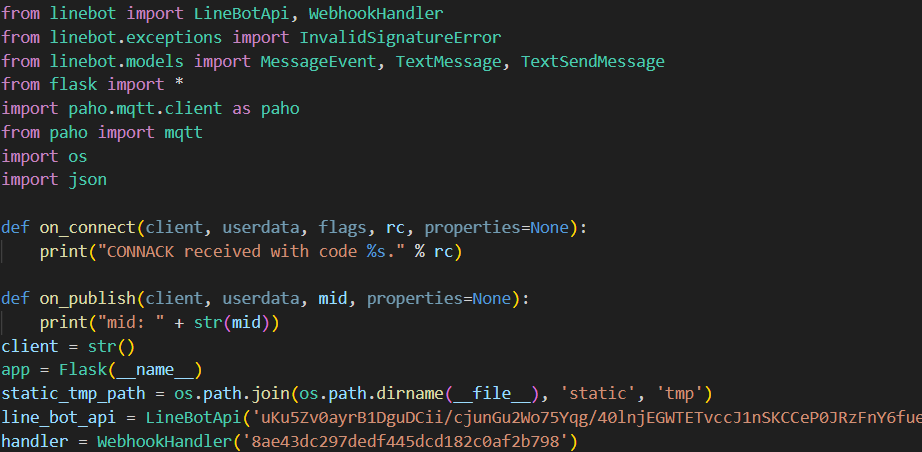 from linebot import LineBotApi, WebhookHandler
from linebot.exceptions import InvalidSignatureError
from linebot.models import MessageEvent, TextMessage, TextSendMessage
from flask import *
import paho.mqtt.client as paho
from paho import mqtt
import os
import json
def on_connect(client, userdata, flags, rc, properties=None):
print("CONNACK received with code %s." % rc)
def on_publish(client, userdata, mid, properties=None):
print("mid: " + str(mid))
client = str()
app = Flask(__name__)
static_tmp_path = os.path.join(os.path.dirname(__file__), 'static', 'tmp')
line_bot_api = LineBotApi('uKu5Zv0ayrB1DguDCii/cjunGu2Wo75Yqg/40lnjEGWTETvccJ1nSKCCeP0JRzFnY6fue
handler = WebhookHandler('8ae43dc297dedf445dcd182c0af2b798')